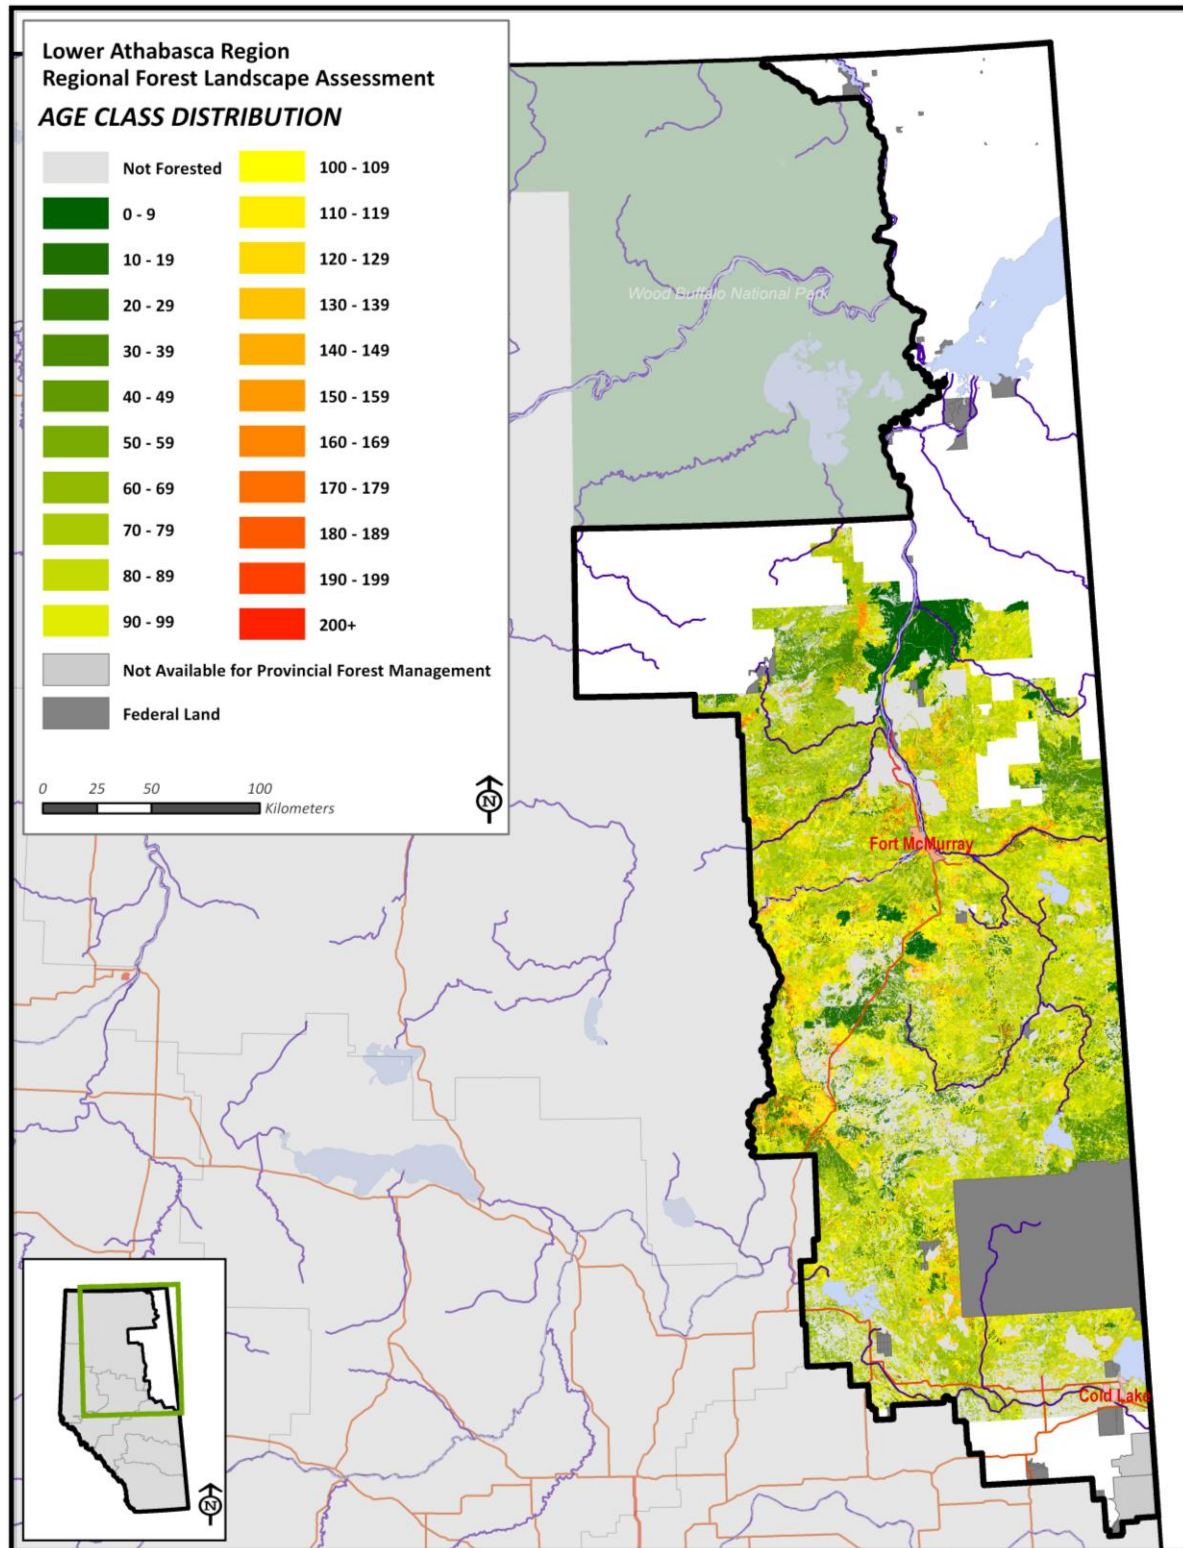 Lower Athabasca Region
Regional Forest Landscape Assessment
AGE CLASS DISTRIBUTION
Not Forested
0 - 9
10 - 19
20 - 29
30 - 39
40 - 49
50 - 59
60 - 69
70 - 79
80 - 89
90 - 99
100 - 109
110 - 119
120 - 129
130 - 139
140 - 149
150 - 159
160 - 169
170 - 179
180 - 189
190 - 199
200+
Not Available for Provincial Forest Management
Federal Land
0 25 50 100
Kilometers
N
Wood Buffalo National Park
Fort McMurray
Cold Lake
N